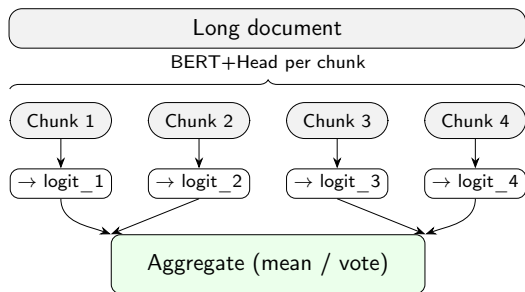 Long document
BERT+Head per chunk
Chunk 1 Chunk 2 Chunk 3 Chunk 4
→ logit_1 → logit_2 → logit_3 → logit_4
Aggregate (mean / vote)